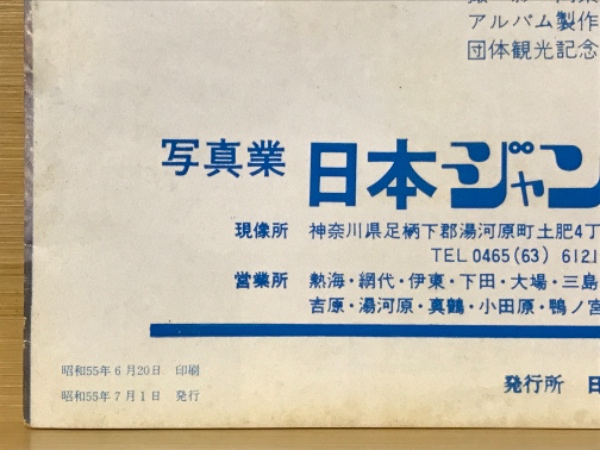 アルバム製作
団体観光記念
写真業 日本ジャン
現像所 神奈川県足柄下郡湯河原町土肥4丁
TEL 0465(63) 6121
営業所 熱海・網代・伊東・下田・大場・三島
吉原・湯河原・真鶴・小田原・鴨ノ宮
昭和55年6月20日 印刷
昭和55年7月1日 発行
発行所 日